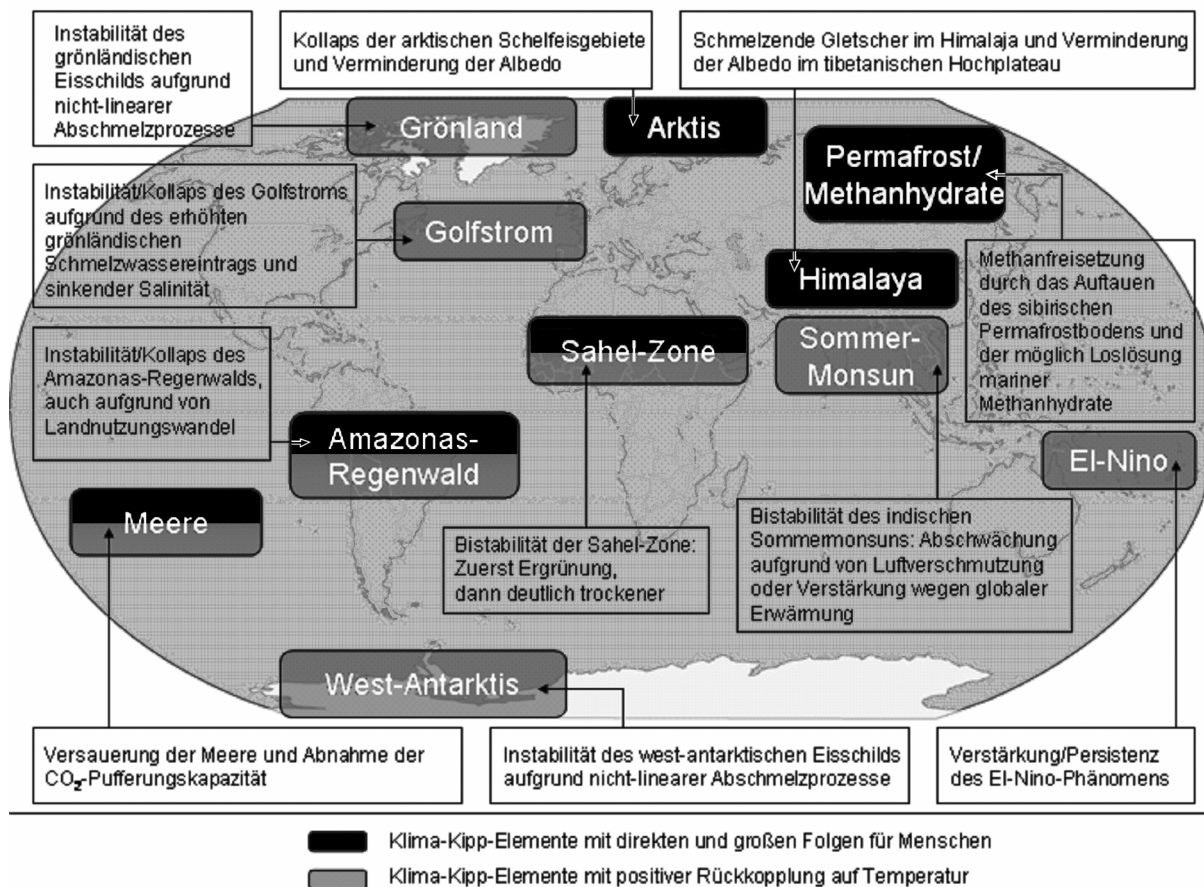 Instabilität des
grönländischen
Eisschilds aufgrund
nicht-linearer
Abschmelzprozesse
Kollaps der arktischen Schelfeisgebiete
und Verminderung der Albedo
Schmelzende Gletscher im Himalaja und Verminderung
der Albedo im tibetanischen Hochplateau
Grönland
Arktis
Permafrost/
Methanhydrate
Instabilität/Kollaps des Golfstroms
aufgrund des erhöhten
grönländischen
Schmelzwassereintrags und
sinkender Salinität
Golfstrom
Himalaya
Methanfreisetzung
durch das Auftauen
des sibirischen
Permafrostbodens und
der möglich Loslösung
mariner
Methanhydrate
Instabilität/Kollaps des
Amazonas-Regenwalds,
auch aufgrund von
Landnutzungswandel
Sahel-Zone
Sommer-
Monsun
Amazonas-
Regenwald
El-Nino
Meere
Bistabilität der Sahel-Zone:
Zuerst Ergrünung,
dann deutlich trockener
Bistabilität des indischen
Sommermonsuns: Abschwächung
aufgrund von Luftverschmutzung
oder Verstärkung wegen globaler
Erwärmung
West-Antarktis
Versauerung der Meere und Abnahme der
CO₂-Pufferungskapazität
Instabilität des west-antarktischen Eisschilds
aufgrund nicht-linearer Abschmelzprozesse
Verstärkung/Persistenz
des El-Nino-Phänomens
Klima-Kipp-Elemente mit direkten und großen Folgen für Menschen
Klima-Kipp-Elemente mit positiver Rückkopplung auf Temperatur